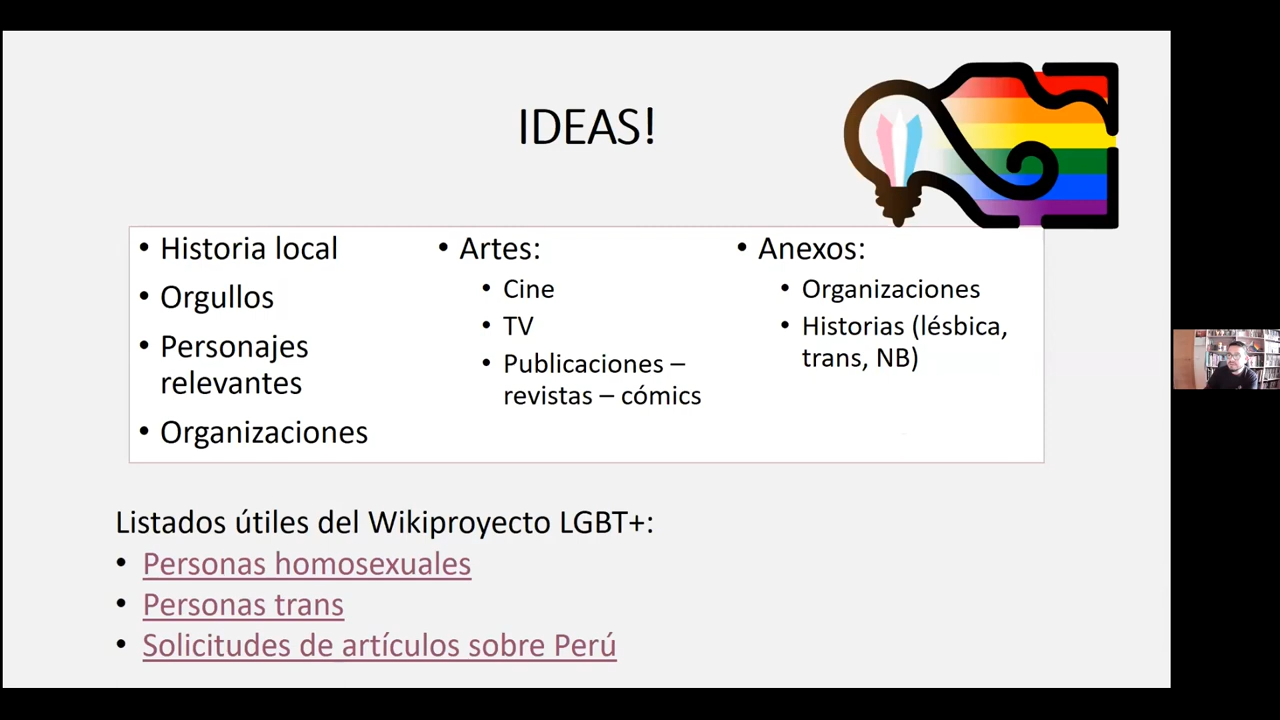 IDEAS!
• Historia local
• Orgullos
• Personajes
relevantes
• Organizaciones
• Artes:
• Cine
• TV
• Publicaciones –
revistas – cómics
• Anexos:
• Organizaciones
• Historias (lésbica,
trans, NB)
Listados útiles del Wikiproyecto LGBT+:
• Personas homosexuales
• Personas trans
• Solicitudes de artículos sobre Perú